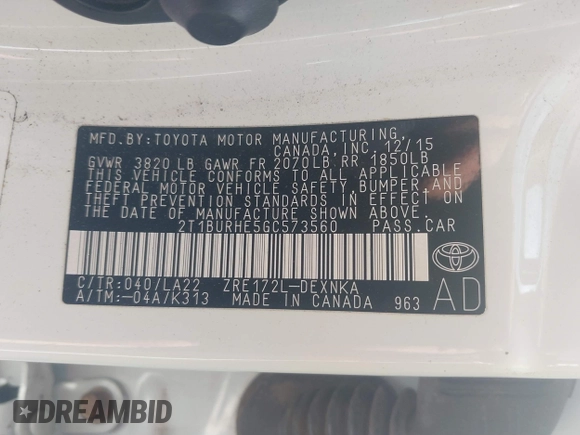 MFD. BY: TOYOTA MOTOR MANUFACTURING,
CANADA, INC. 12/15
GVWR 3820 LB GAWR FR 2070LB RR 1850LB
THIS VEHICLE CONFORMS TO ALL APPLICABLE
FEDERAL MOTOR VEHICLE SAFETY, BUMPER, AND
THEFT PREVENTION STANDARDS IN EFFECT ON
THE DATE OF MANUFACTURE SHOWN ABOVE.
2T1BURHE5GC573560 PASS. CAR
C/TR: 040/LA22 ZRE172L-DEXNKA
A/TM: -04A/K313 MADE IN CANADA 963
AD
DREAMBID